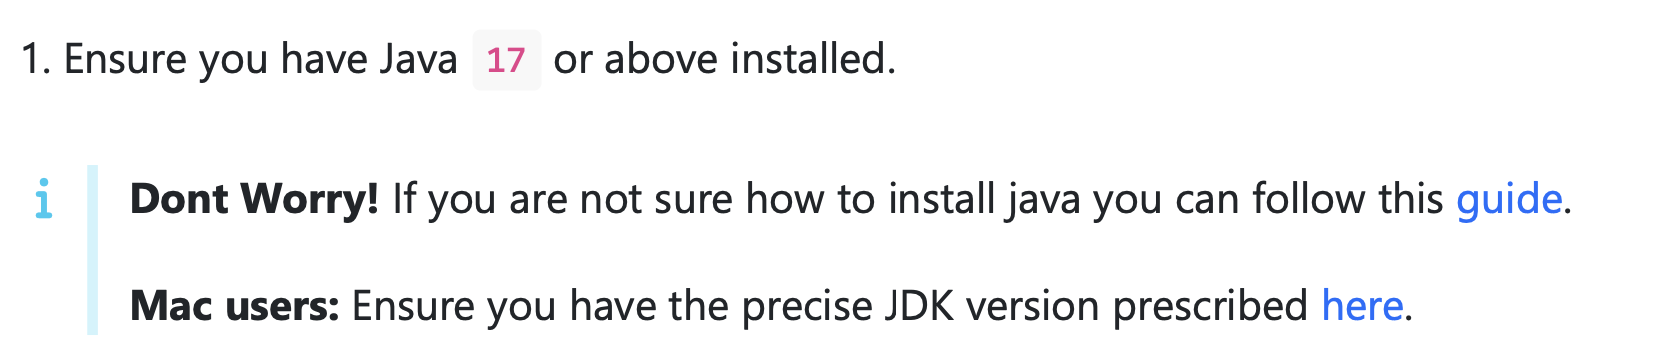 1. Ensure you have Java 17 or above installed.
Dont Worry! If you are not sure how to install java you can follow this guide.
Mac users: Ensure you have the precise JDK version prescribed here.